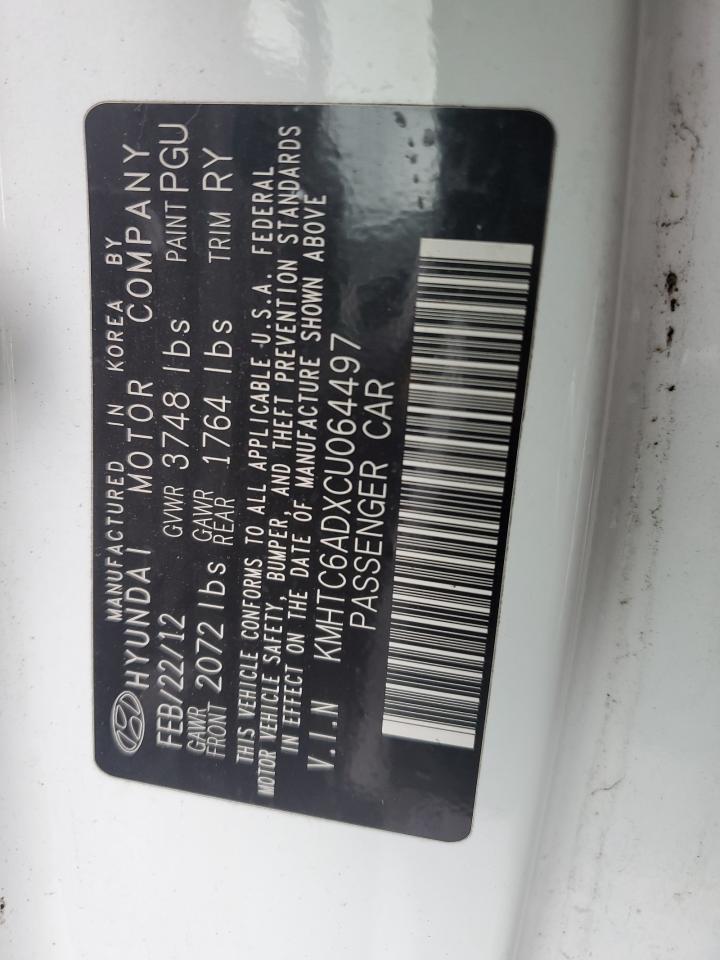 MANUFACTURED IN KOREA BY
HYUNDAI MOTOR COMPANY
FEB/22/12 GVWR 3748 lbs PAINT PGU
GAWR FRONT 2072 lbs GAWR REAR 1764 lbs TRIM RY
THIS VEHICLE CONFORMS TO ALL APPLICABLE U.S.A. FEDERAL
MOTOR VEHICLE SAFETY, BUMPER, AND THEFT PREVENTION STANDARDS
IN EFFECT ON THE DATE OF MANUFACTURE SHOWN ABOVE
V.I.N KMHTC6ADXCU064497
PASSENGER CAR